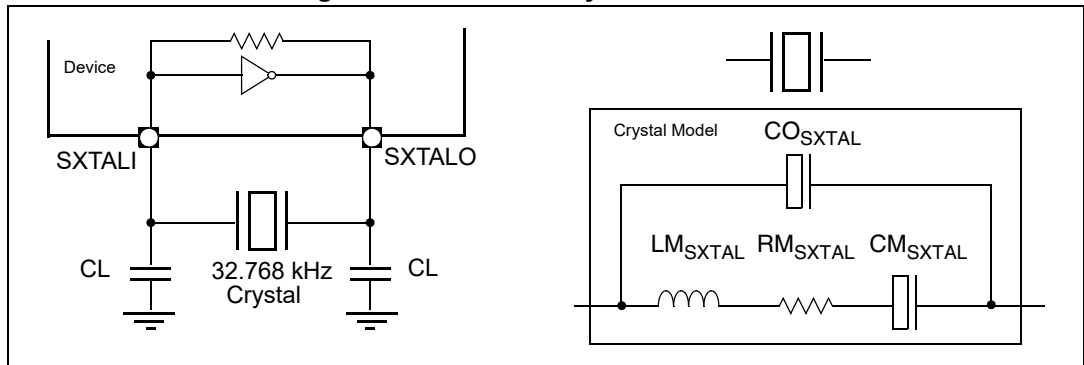 Device
SXTALI
SXTALO
CL
32.768 kHz
Crystal
CL
Crystal Model
CO_SXTAL
LM_SXTAL RM_SXTAL CM_SXTAL